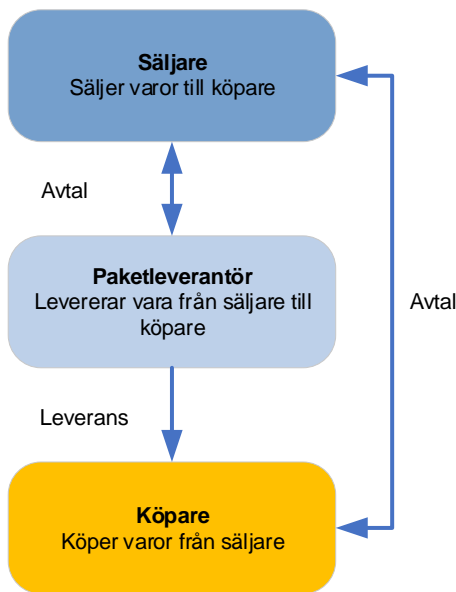 Säljare
Säljer varor till köpare
Avtal
Paketleverantör
Levererar vara från säljare till
köpare
Avtal
Leverans
Köpare
Köper varor från säljare